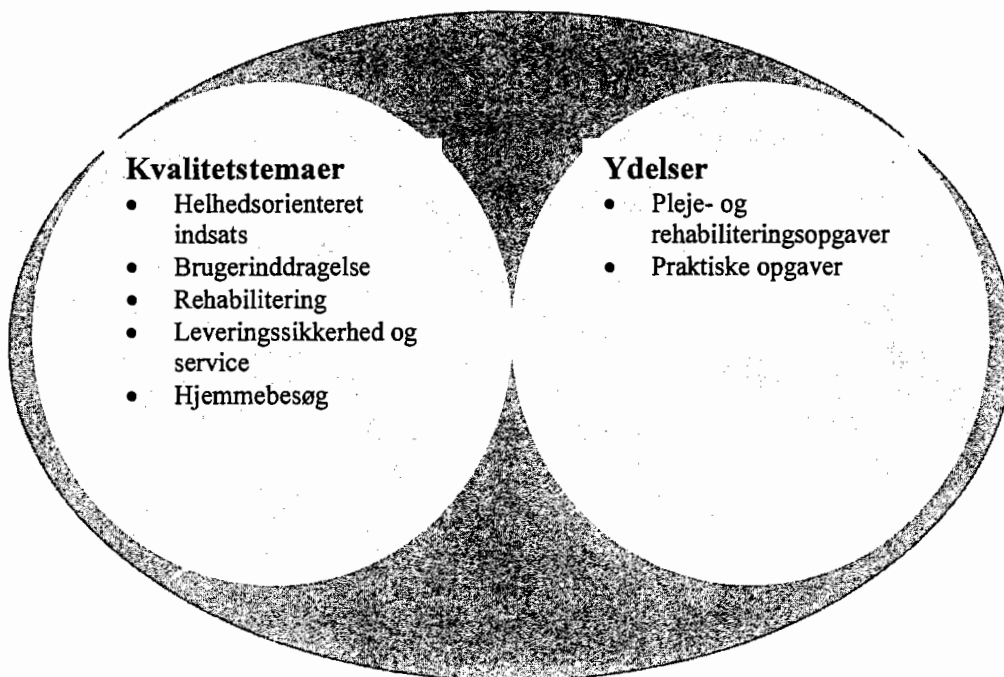 Kvalitetstemaer
• Helhedsorienteret
indsats
• Brugerinddragelse
• Rehabilitering
• Leveringssikkerhed og
service
• Hjemmebesøg
Ydelser
• Pleje- og
rehabiliteringsopgaver
• Praktiske opgaver